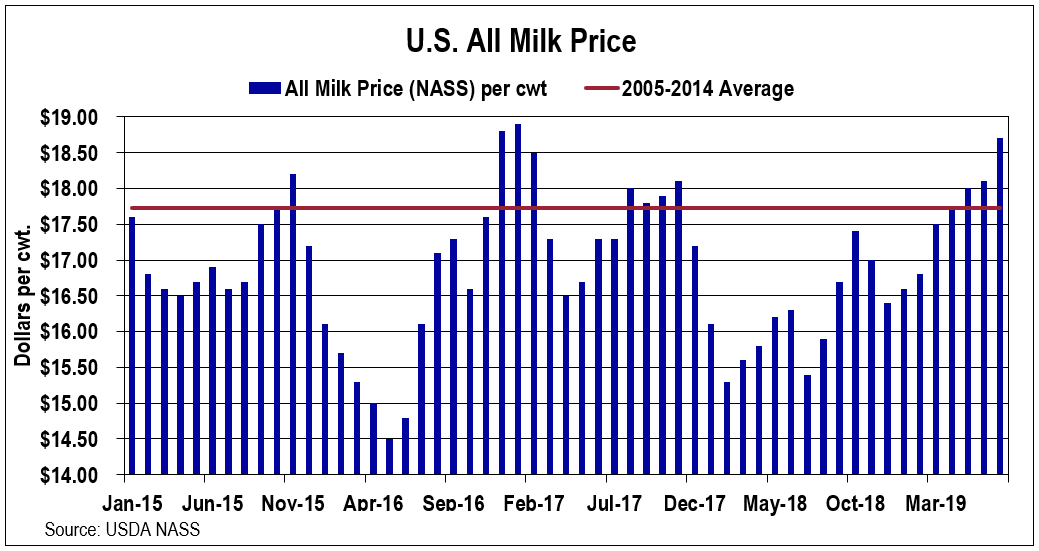 U.S. All Milk Price
All Milk Price (NASS) per cwt 2005-2014 Average
Dollars per cwt.
$19.00
$18.50
$18.00
$17.50
$17.00
$16.50
$16.00
$15.50
$15.00
$14.50
$14.00
Jan-15 Jun-15 Nov-15 Apr-16 Sep-16 Feb-17 Jul-17 Dec-17 May-18 Oct-18 Mar-19
Source: USDA NASS